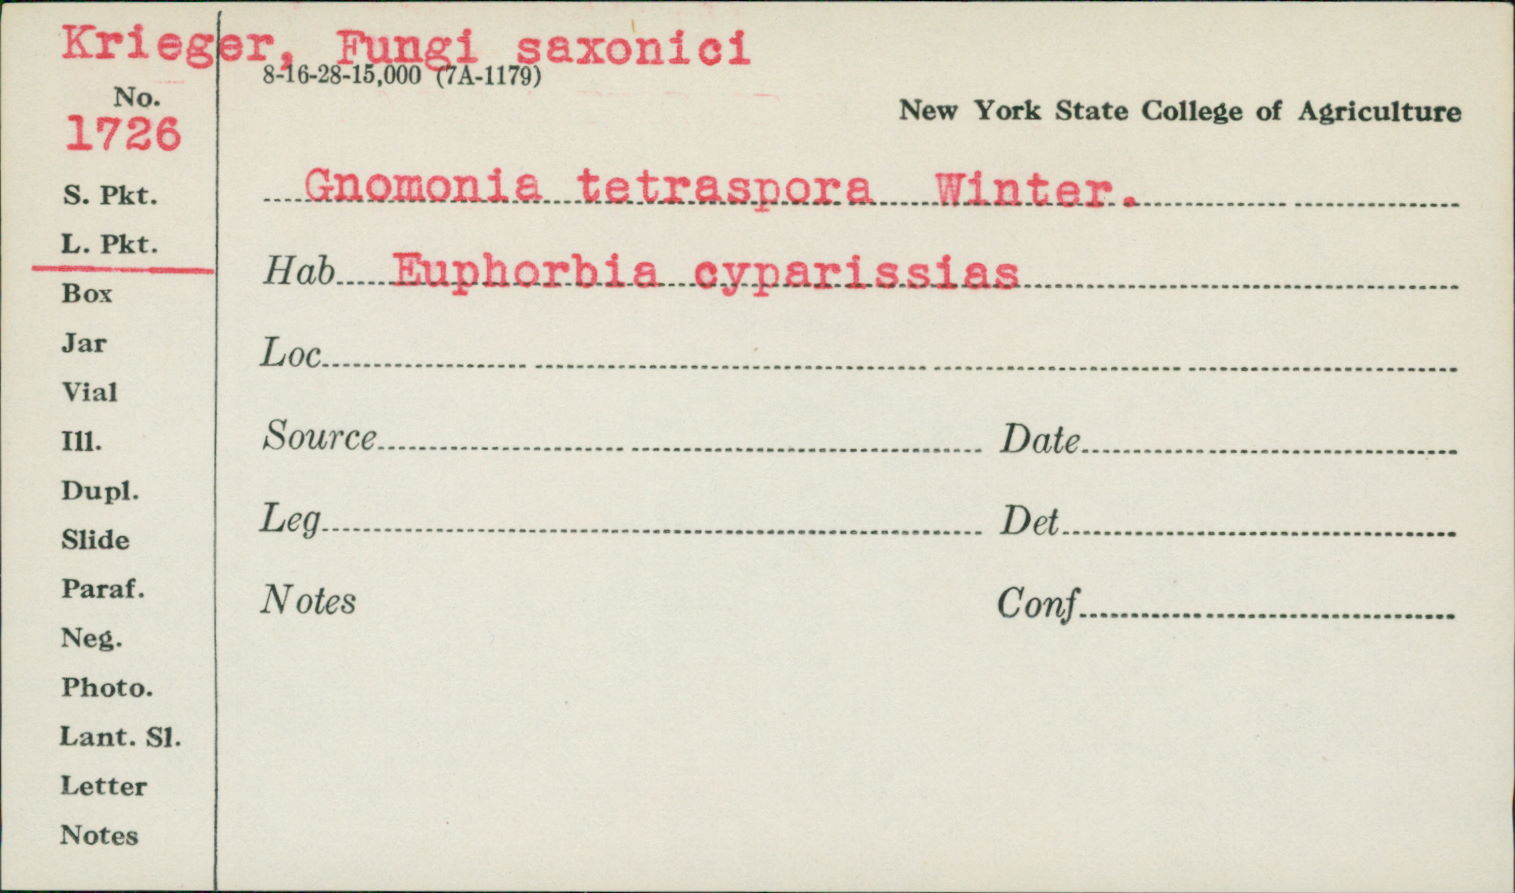 Krieger, Fungi saxonici
8-16-28-15,000 (7A-1179)
No.
1726
New York State College of Agriculture
S. Pkt.
Gnomonia tetraspora Winter.
L. Pkt.
Hab Euphorbia cyparissias
Box
Jar
Loc
Vial
Ill.
Source Date
Dupl.
Slide
Leg Det
Paraf.
Notes Conf
Neg.
Photo.
Lant. Sl.
Letter
Notes